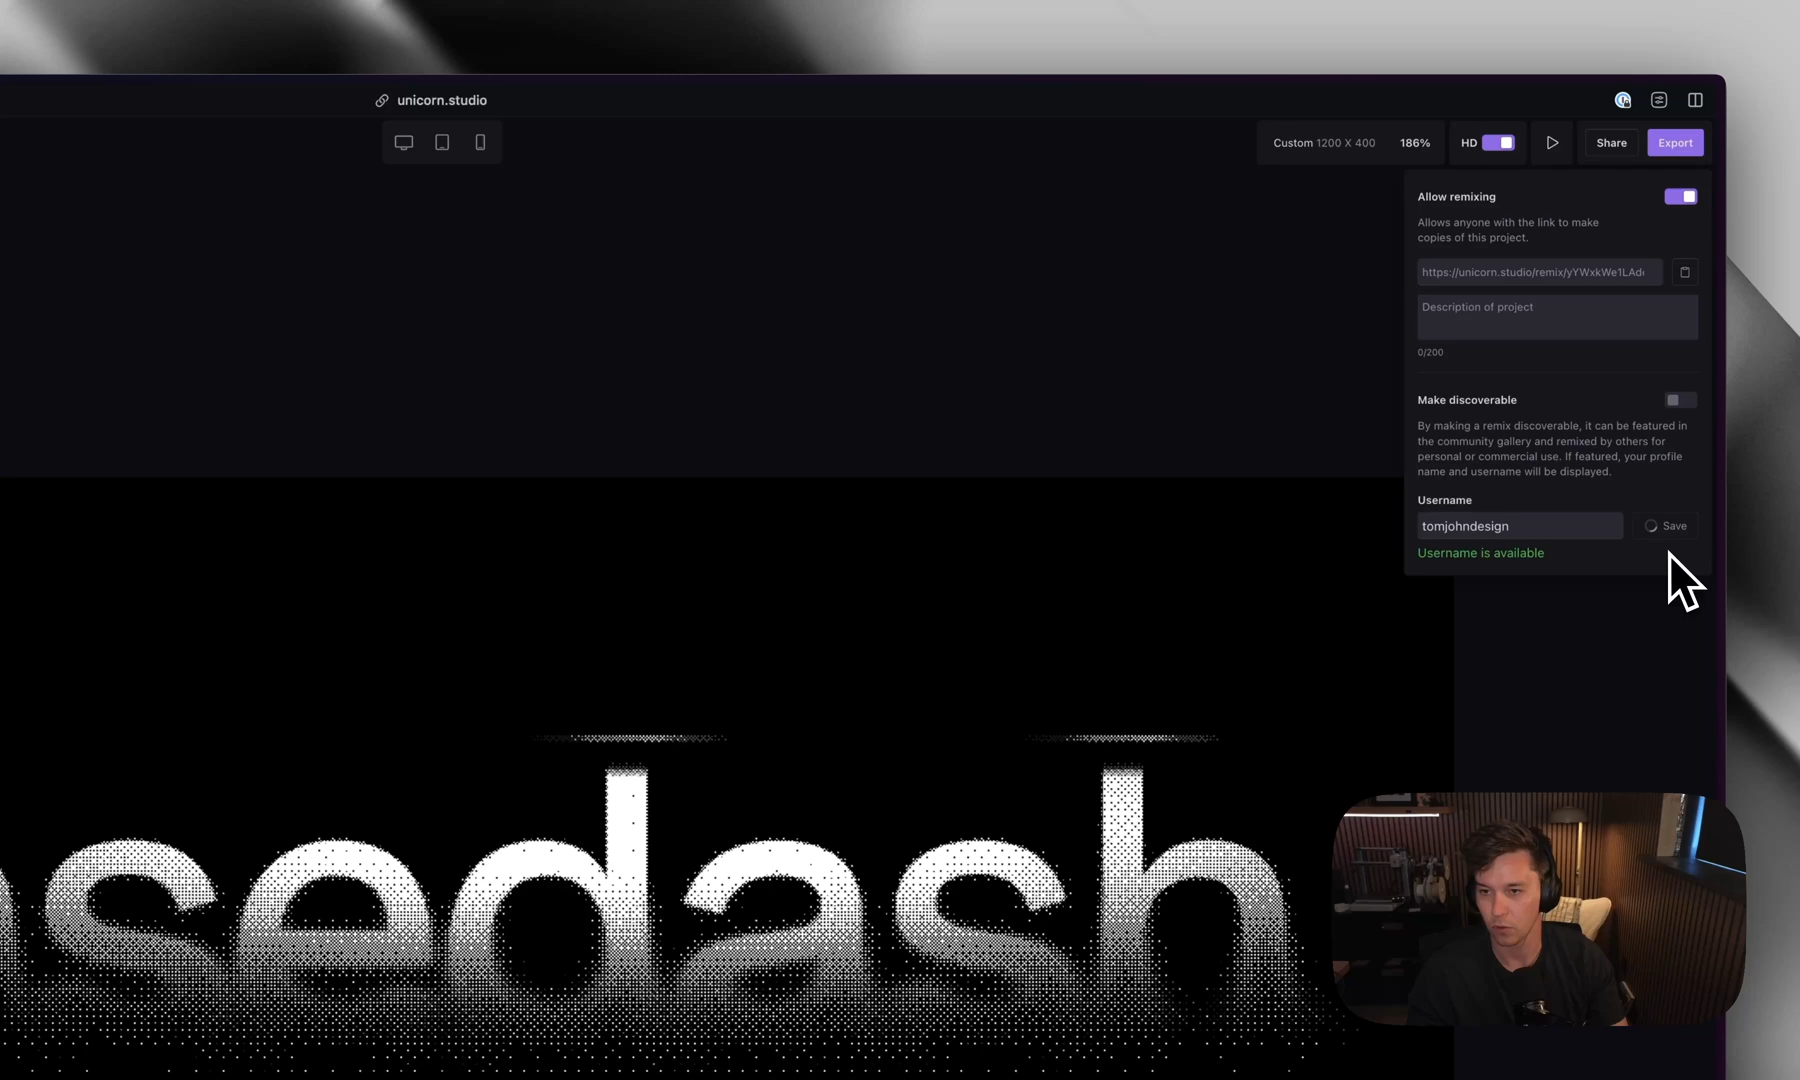 unicorn.studio
Custom 1200 X 400 186% HD Share Export
Allow remixing
Allows anyone with the link to make
copies of this project.
https://unicorn.studio/remix/yYWxkWe1LAd
Description of project
0/200
Make discoverable
By making a remix discoverable, it can be featured in
the community gallery and remixed by others for
personal or commercial use. If featured, your profile
name and username will be displayed.
Username
tomjohndesign Save
Username is available
sedash